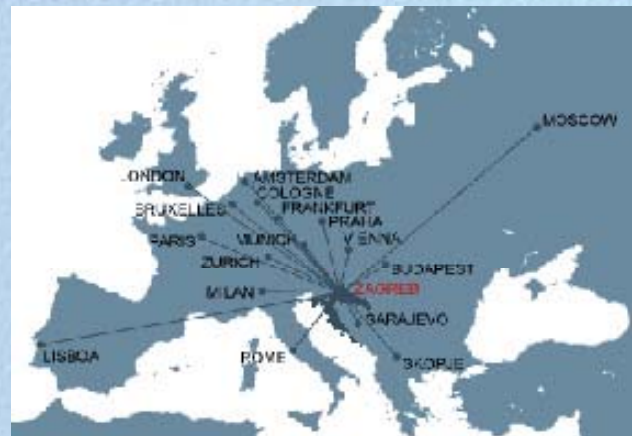 MOSCOW
LONDON
AMSTERDAM
COLOGNE
BRUXELLES
FRANKFURT
PRAHA
PARIS
MUNICH
VIENNA
ZURICH
BUDAPEST
MILAN
ZAGREB
SARAJEVO
LISBOA
ROME
SKOPJE